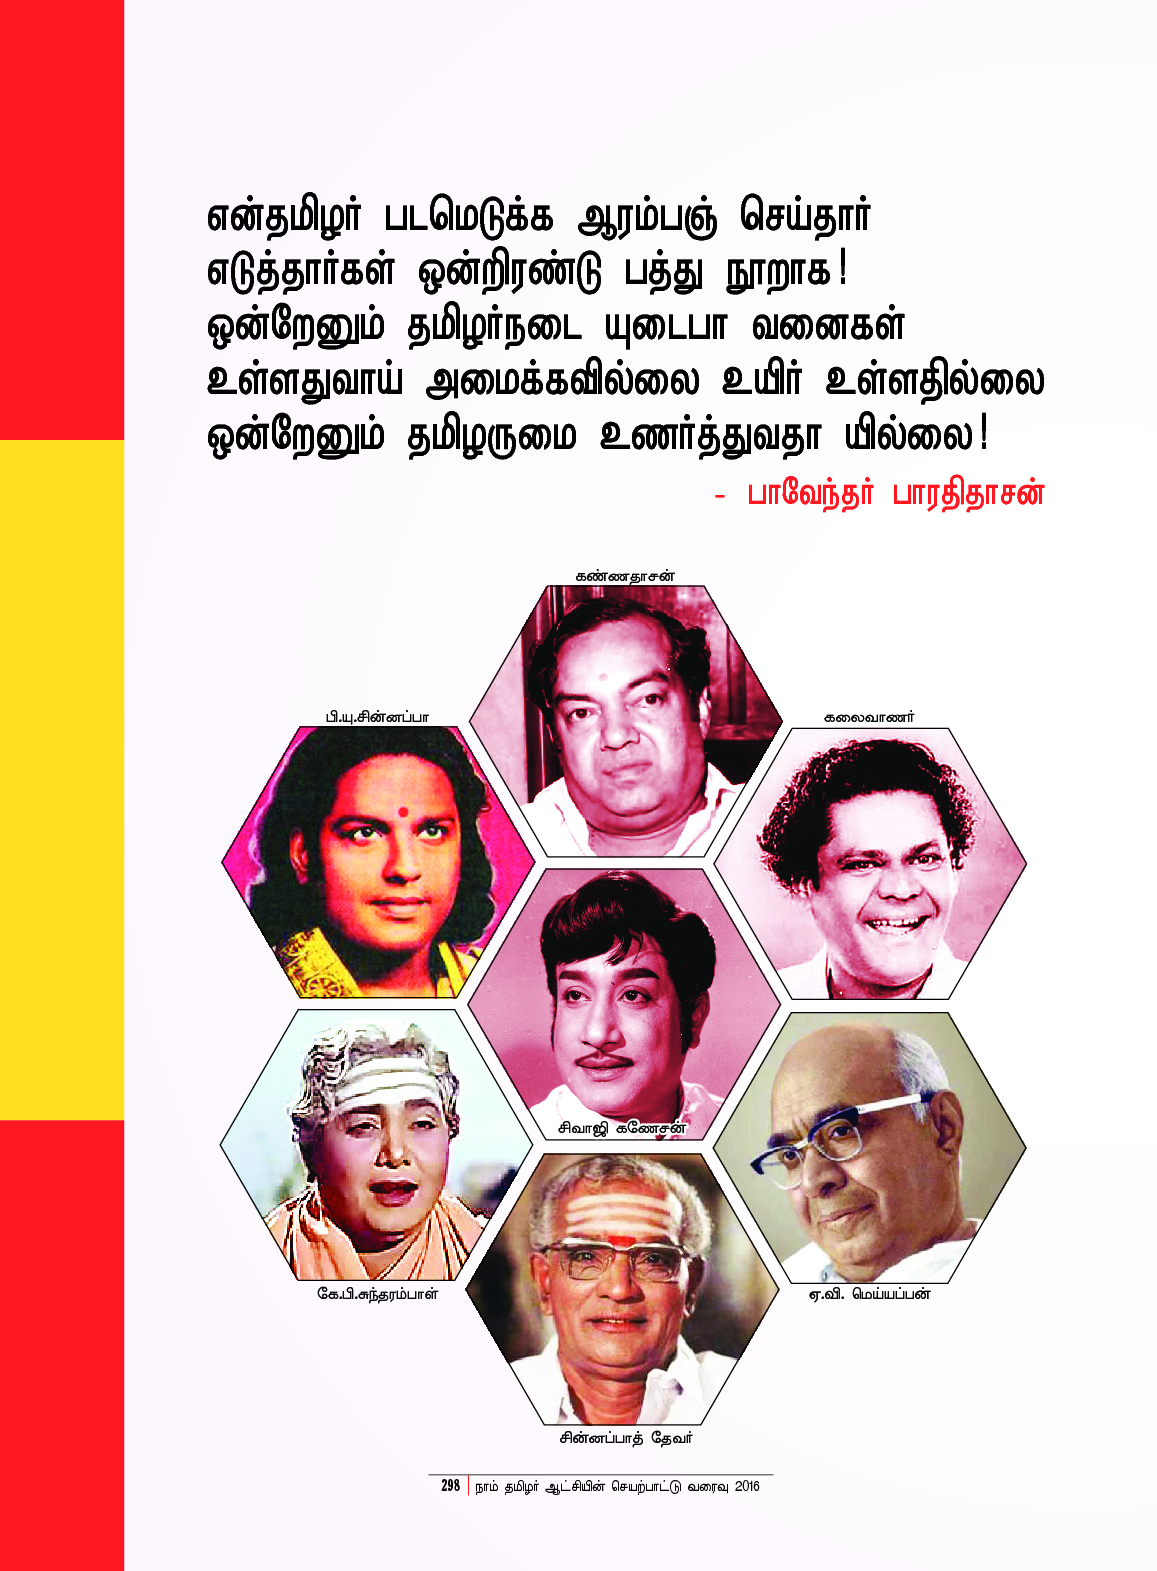 என்தமிழர் படமெடுக்க ஆரம்பஞ் செய்தார்
எடுத்தார்கள் ஒன்றிரண்டு பத்து நூறாக!
ஒன்றேனும் தமிழர்நடை யுடைபா வனைகள்
உள்ளதுவாய் அமைக்கவில்லை உயிர் உள்ளதில்லை
ஒன்றேனும் தமிழருமை உணர்த்துவதா யில்லை!
- பாவேந்தர் பாரதிதாசன்
கண்ணதாசன்
பி.யு.சின்னப்பா
கலைவாணர்
சிவாஜி கணேசன்
கே.பி.சுந்தரம்பாள்
ஏ.வி. மெய்யப்பன்
சின்னப்பாத் தேவர்
298 | நாம் தமிழர் ஆட்சியின் செயற்பாட்டு வரைவு 2016